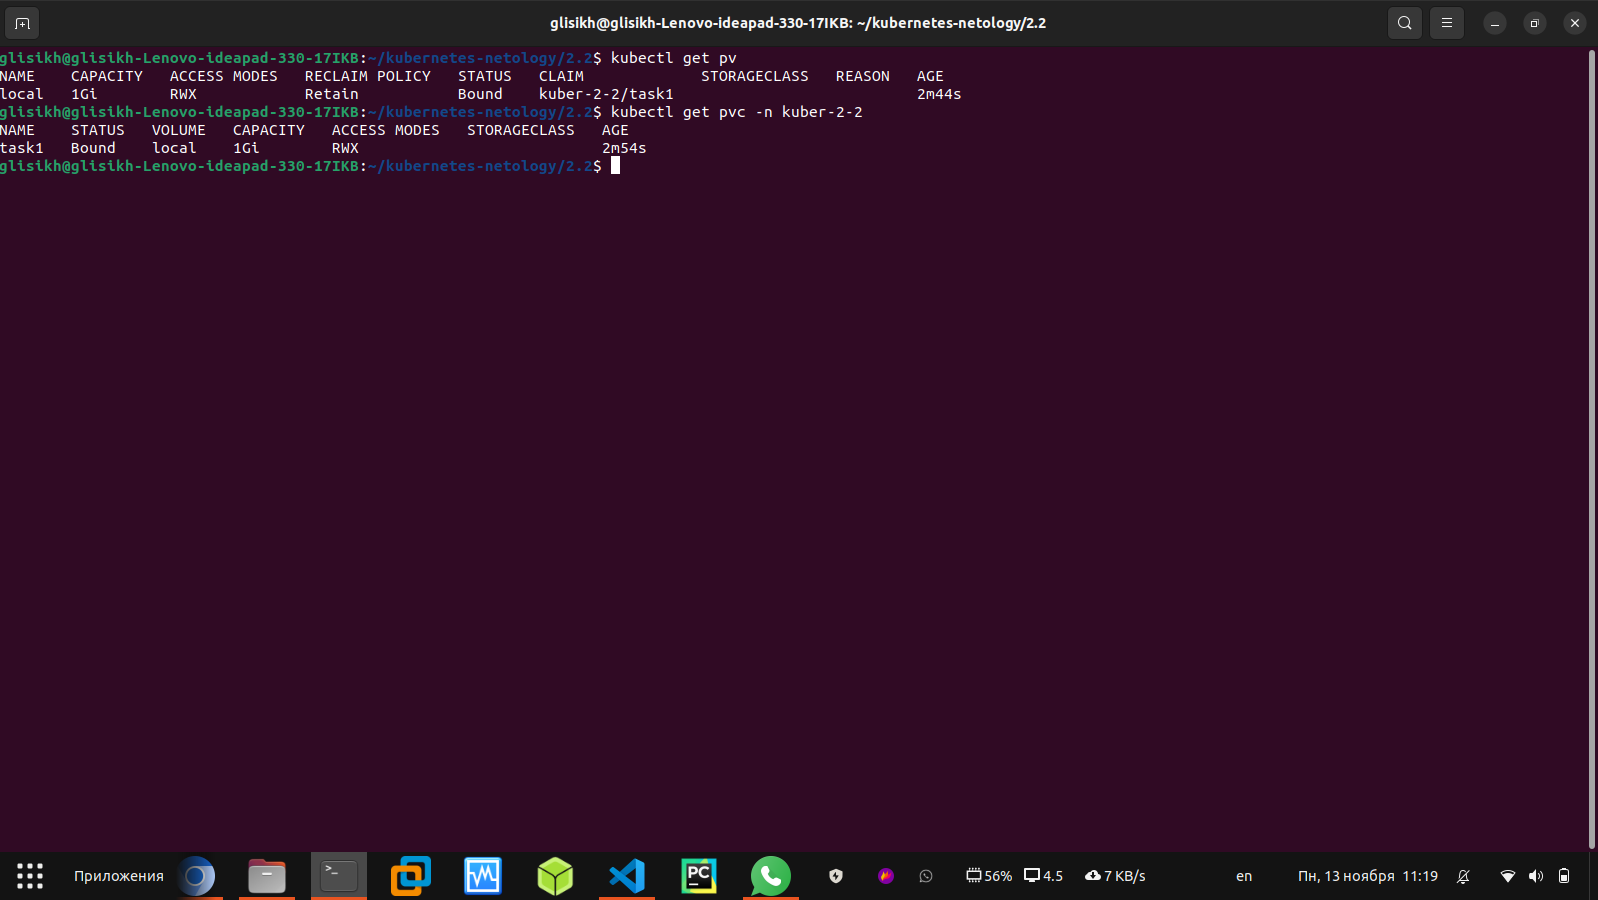 glisikh@glisikh-Lenovo-ideapad-330-17IKB: ~/kubernetes-netology/2.2
glisikh@glisikh-Lenovo-ideapad-330-17IKB:~/kubernetes-netology/2.2$ kubectl get pv
NAME CAPACITY ACCESS MODES RECLAIM POLICY STATUS CLAIM STORAGECLASS REASON AGE
local 1Gi RWX Retain Bound kuber-2-2/task1 2m44s
glisikh@glisikh-Lenovo-ideapad-330-17IKB:~/kubernetes-netology/2.2$ kubectl get pvc -n kuber-2-2
NAME STATUS VOLUME CAPACITY ACCESS MODES STORAGECLASS AGE
task1 Bound local 1Gi RWX 2m54s
glisikh@glisikh-Lenovo-ideapad-330-17IKB:~/kubernetes-netology/2.2$
Приложения >_ PC 56% 4.5 7 KB/s en Пн, 13 ноября 11:19